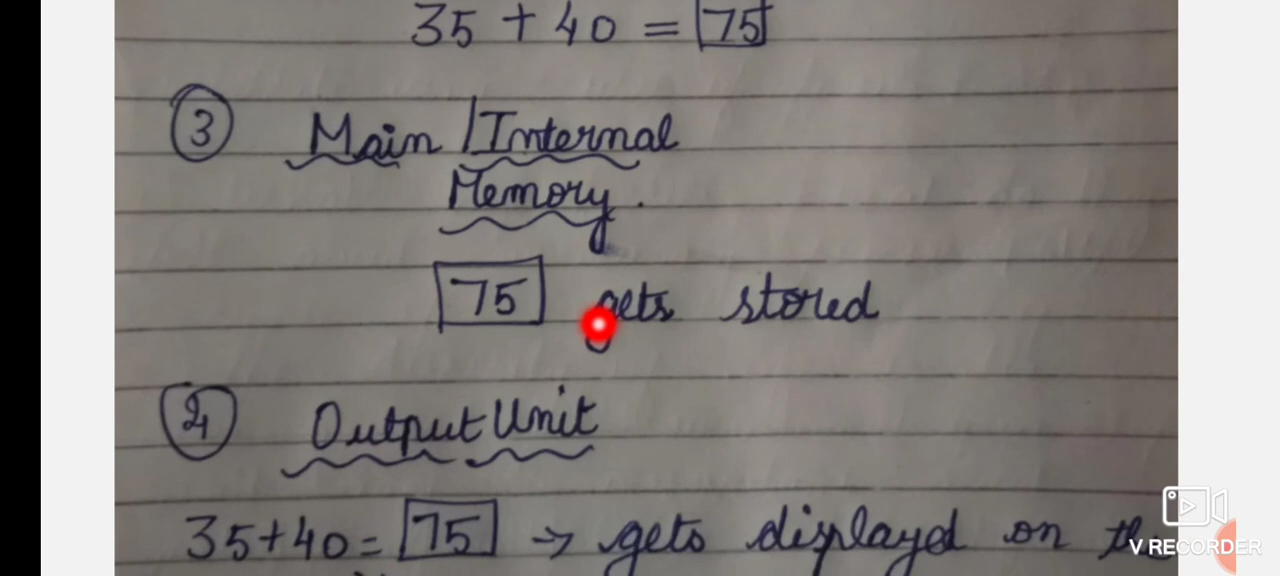 35 + 40 = 75
3 Main / Internal
Memory.
75 gets stored
4 Output Unit
35+40= 75 → gets displayed on the
V RECORDER